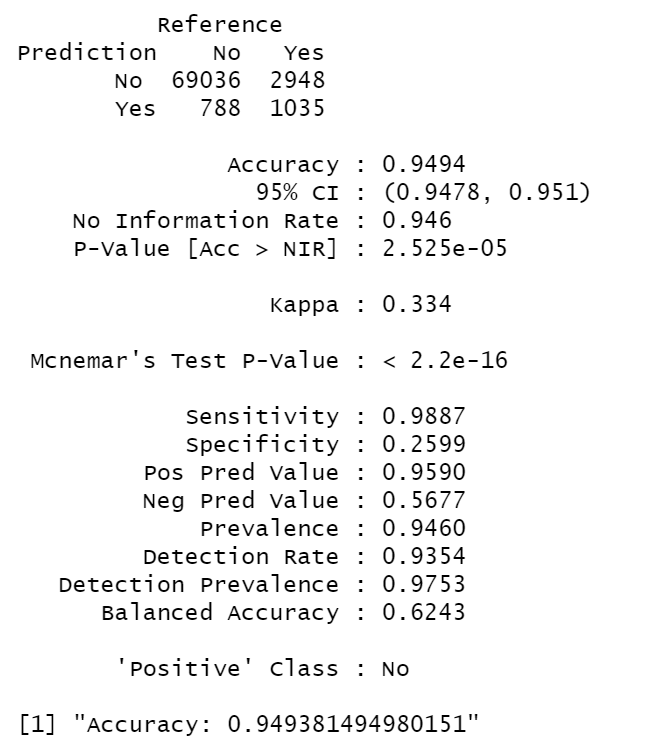 Reference
Prediction No Yes
No 69036 2948
Yes 788 1035
Accuracy : 0.9494
95% CI : (0.9478, 0.951)
No Information Rate : 0.946
P-Value [Acc > NIR] : 2.525e-05
Kappa : 0.334
Mcnemar's Test P-Value : < 2.2e-16
Sensitivity : 0.9887
Specificity : 0.2599
Pos Pred Value : 0.9590
Neg Pred Value : 0.5677
Prevalence : 0.9460
Detection Rate : 0.9354
Detection Prevalence : 0.9753
Balanced Accuracy : 0.6243
'Positive' Class : No
[1] "Accuracy: 0.949381494980151"